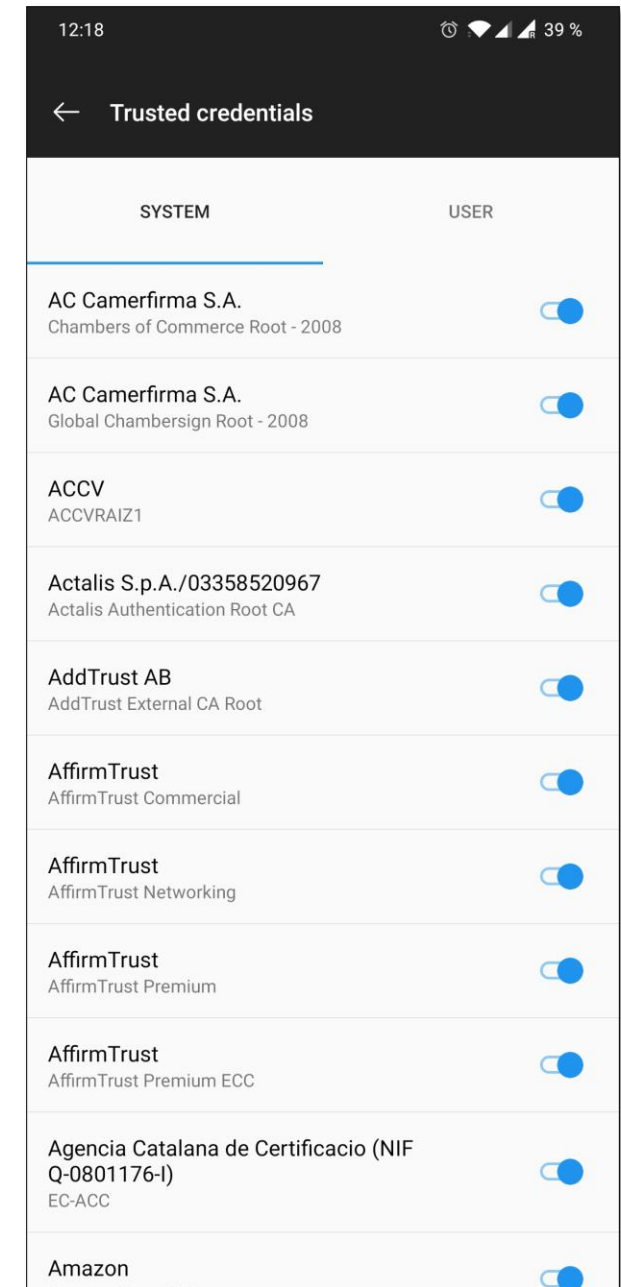 12:18
R 39 %
Trusted credentials
SYSTEM USER
AC Camerfirma S.A.
Chambers of Commerce Root - 2008
AC Camerfirma S.A.
Global Chambersign Root - 2008
ACCV
ACCVRAIZ1
Actalis S.p.A./03358520967
Actalis Authentication Root CA
AddTrust AB
AddTrust External CA Root
AffirmTrust
AffirmTrust Commercial
AffirmTrust
AffirmTrust Networking
AffirmTrust
AffirmTrust Premium
AffirmTrust
AffirmTrust Premium ECC
Agencia Catalana de Certificacio (NIF
Q-0801176-I)
EC-ACC
Amazon